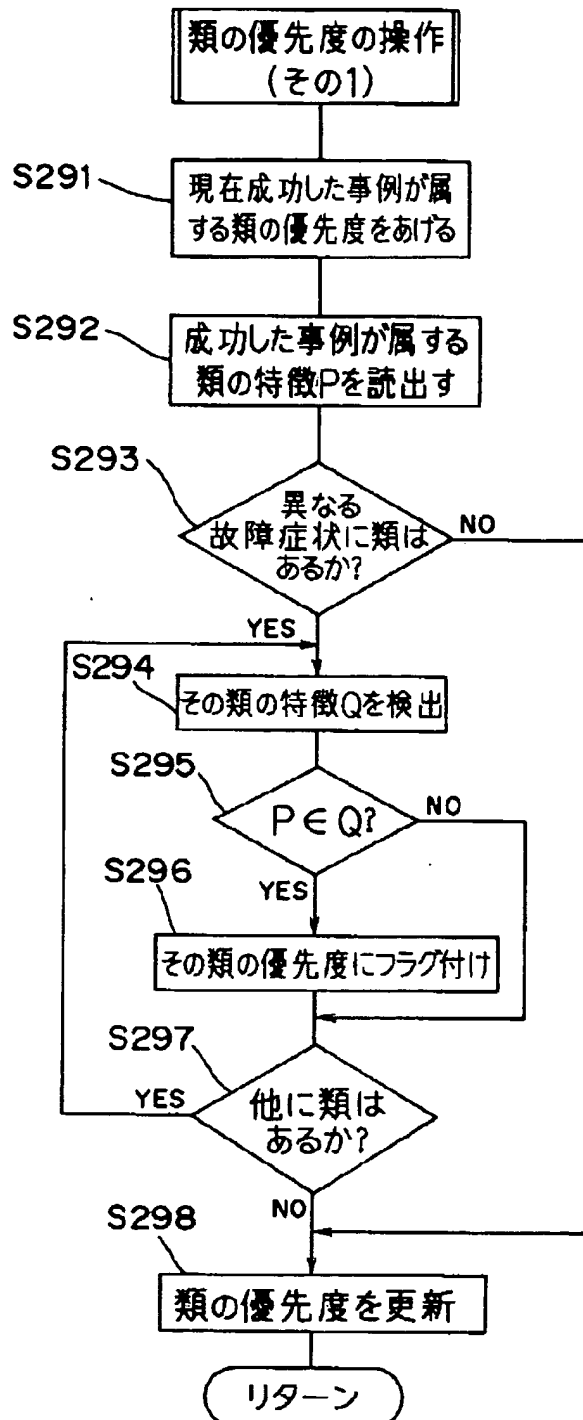 類の優先度の操作
(その1)
S291
現在成功した事例が属
する類の優先度をあげる
S292
成功した事例が属する
類の特徴Pを読出す
S293
異なる
故障症状に類は
あるか?
NO
YES
S294
その類の特徴Qを検出
S295
P∈Q?
NO
YES
S296
その類の優先度にフラグ付け
S297
他に類は
あるか?
YES
NO
S298
類の優先度を更新
リターン